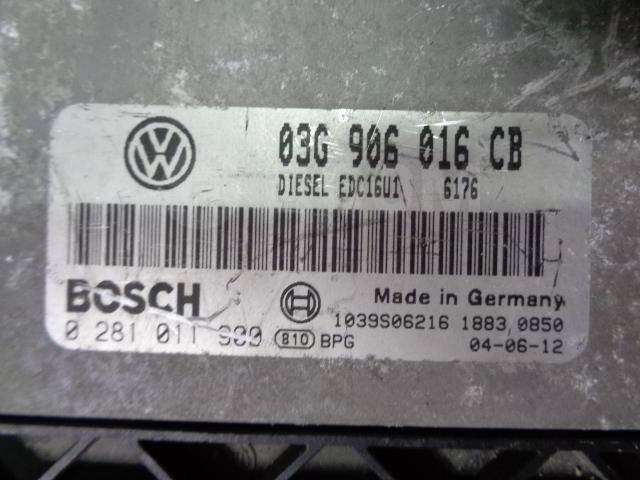 03G 906 016 CB
DIESEL EDC16U1 6176
BOSCH
Made in Germany
1039S06216 1883 0850
0 281 011 900 810 BPG
04-06-12